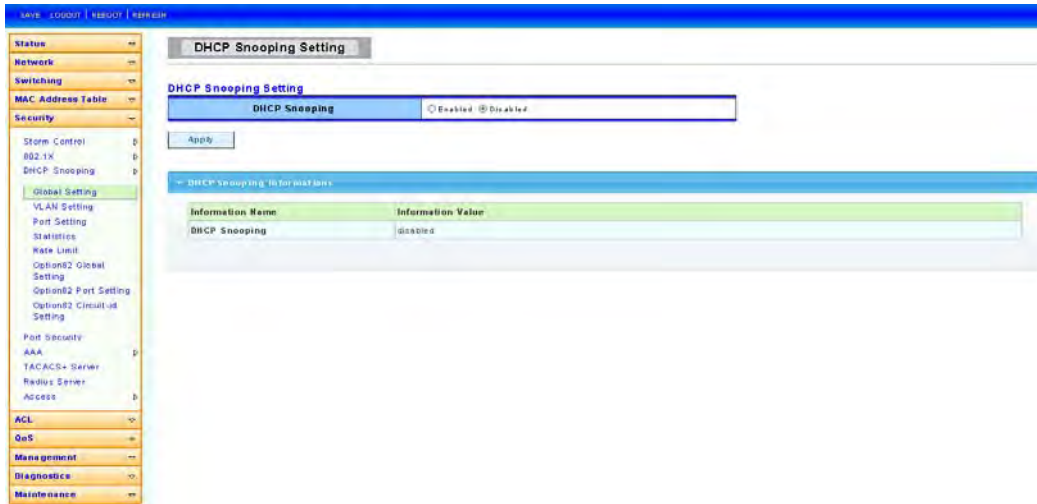 SAVE LOGOUT | REBOOT | REFRESH
Status
Network
Switching
MAC Address Table
Security
Storm Control
802.1X
DHCP Snooping
Global Setting
VLAN Setting
Port Setting
Statistics
Rate Limit
Option82 Global
Setting
Option82 Port Setting
Option82 Circuit-id
Setting
Port Security
AAA
TACACS+ Server
Radius Server
Access
ACL
QoS
Management
Diagnostics
Maintenance
DHCP Snooping Setting
DHCP Snooping Setting
DHCP Snooping Enabled Disabled
Apply
DHCP Snooping Informations
Information Name Information Value
DHCP Snooping disabled